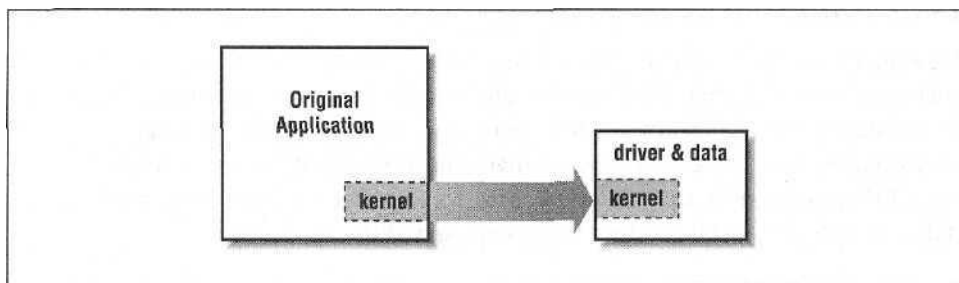 Original
Application
kernel
driver & data
kernel